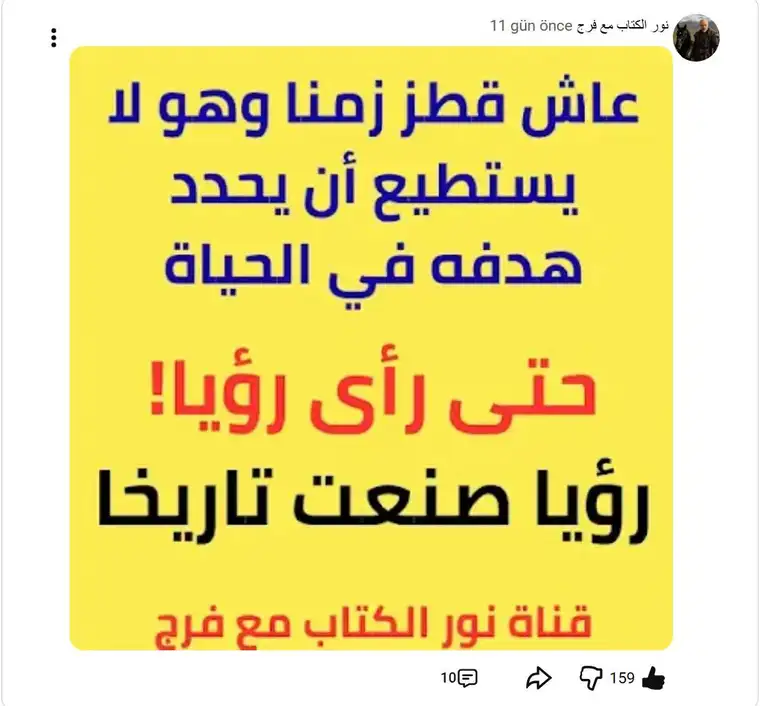 نور الكتاب مع فرج 11 gün önce
عاش قطز زمنا وهو لا
يستطيع أن يحدد
هدفه في الحياة
حتى رأى رؤيا!
رؤيا صنعت تاريخا
قناة نور الكتاب مع فرج
159
10